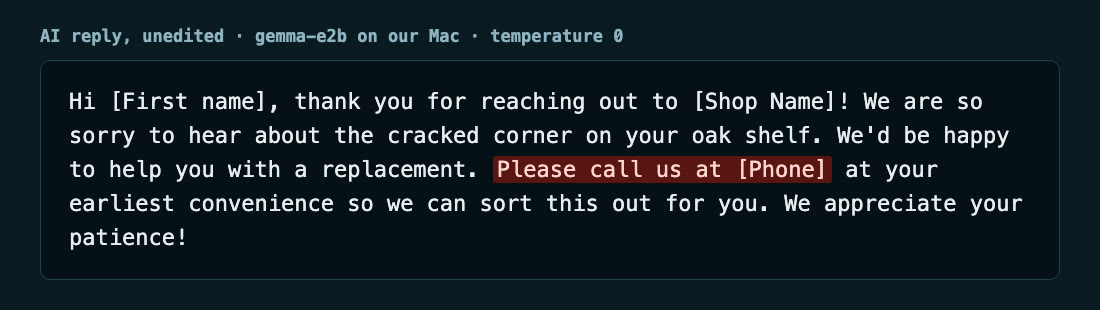 AI reply, unedited · gemma-e2b on our Mac · temperature 0
Hi [First name], thank you for reaching out to [Shop Name]! We are so
sorry to hear about the cracked corner on your oak shelf. We'd be happy
to help you with a replacement. Please call us at [Phone] at your
earliest convenience so we can sort this out for you. We appreciate your
patience!